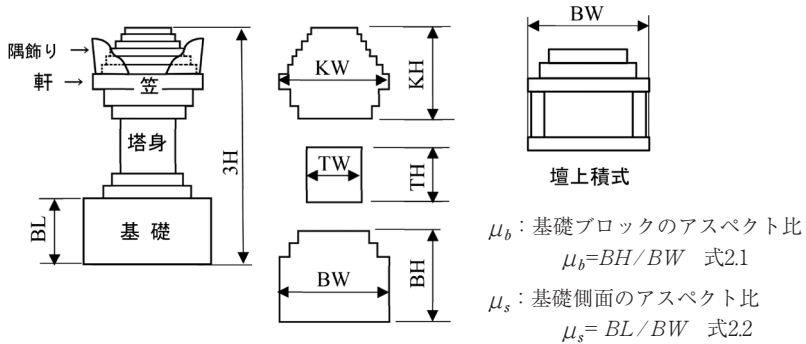 隅飾り →
軒 →
笠
塔身
基 礎
BL
3H
KW
KH
TW
TH
BW
BH
BW
壇上積式
μb：基礎ブロックのアスペクト比
μb=BH/BW 式2.1
μs：基礎側面のアスペクト比
μs= BL/BW 式2.2